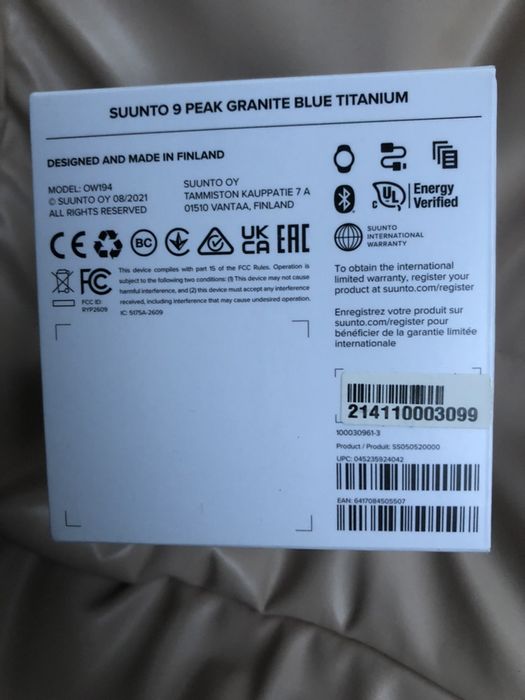 SUUNTO 9 PEAK GRANITE BLUE TITANIUM
DESIGNED AND MADE IN FINLAND
MODEL: OW194
© SUUNTO OY 08/2021
ALL RIGHTS RESERVED
SUUNTO OY
TAMMISTON KAUPPATIE 7 A
01510 VANTAA, FINLAND
CE
BC
UK
CA
EAC
FC
FCC ID:
RYP2609
This device complies with part 15 of the FCC Rules. Operation is
subject to the following two conditions: (1) This device may not cause
harmful interference, and (2) this device must accept any interference
received, including interference that may cause undesired operation.
IC: 5175A-2609
c UL
Energy
Verified
SUUNTO
INTERNATIONAL
WARRANTY
To obtain the international
limited warranty, register your
product at suunto.com/register
Enregistrez votre produit sur
suunto.com/register pour
bénéficier de la garantie limitée
internationale
214110003099
100030961-3
Product / Produit: SS050520000
UPC: 045235924042
EAN: 6417084505507